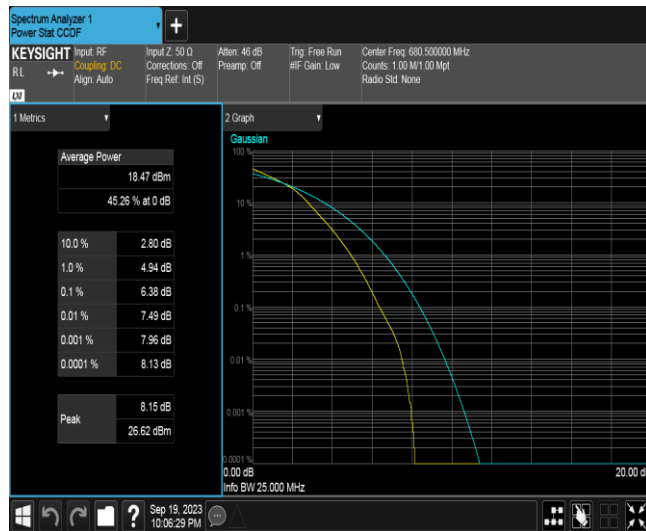 Spectrum Analyzer 1
Power Stat CCDF
+
KEYSIGHT
RL
LXI
Input: RF
Coupling: DC
Align: Auto
Input Z: 50 Ω
Corrections: Off
Freq Ref: Int (S)
Atten: 46 dB
Preamp: Off
Trig: Free Run
#IF Gain: Low
Center Freq: 680.500000 MHz
Counts: 1.00 M/1.00 Mpt
Radio Std: None
1 Metrics
Average Power
18.47 dBm
45.26 % at 0 dB
10.0 % 2.80 dB
1.0 % 4.94 dB
0.1 % 6.38 dB
0.01 % 7.49 dB
0.001 % 7.96 dB
0.0001 % 8.13 dB
Peak
8.15 dB
26.62 dBm
2 Graph
Gaussian
100 %
10 %
1 %
0.1 %
0.01 %
0.001 %
0.0001 %
0.00 dB
20.00 d
Info BW 25.000 MHz
?
Sep 19, 2023
10:06:29 PM